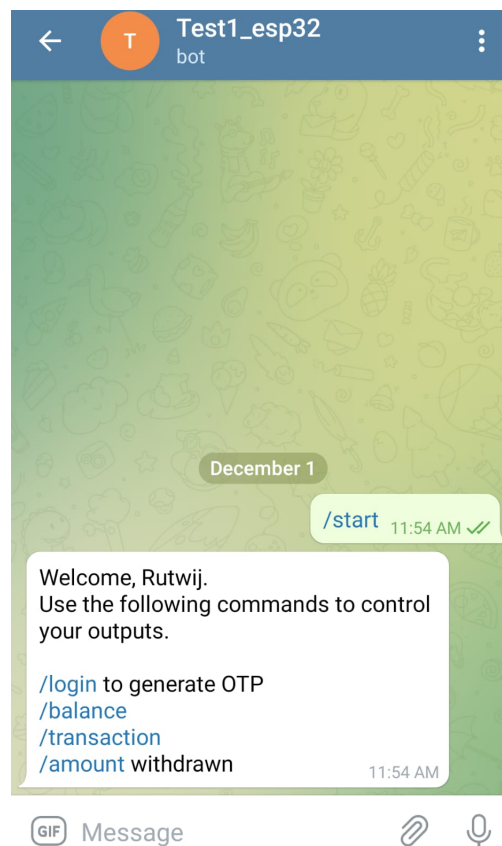 T
Test1_esp32
bot
December 1
/start 11:54 AM
Welcome, Rutwij.
Use the following commands to control
your outputs.
/login to generate OTP
/balance
/transaction
/amount withdrawn
11:54 AM
GIF Message